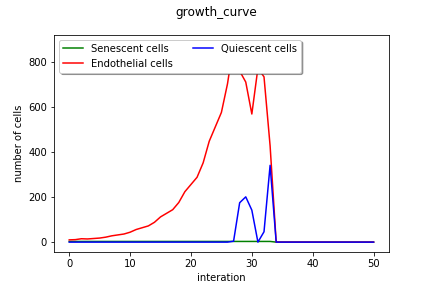 growth_curve
Senescent cells
Endothelial cells
Quiescent cells
number of cells
800
600
400
200
0
0 10 20 30 40 50
interation